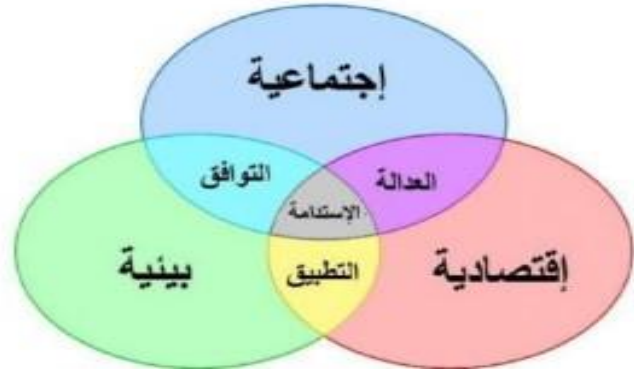 إجتماعية
العدالة
التوافق
الإستدامة
إقتصادية
التطبيق
بيئية